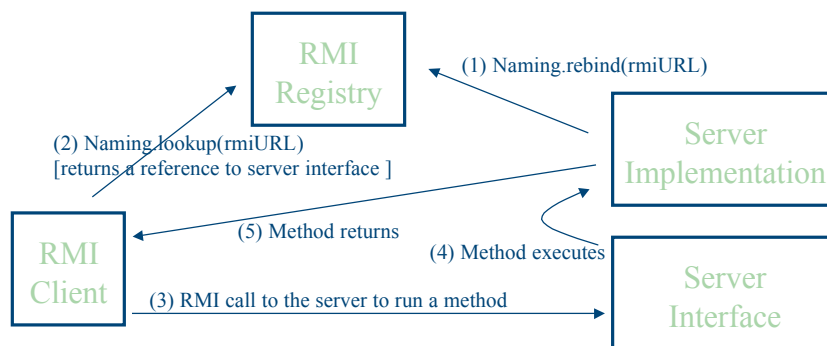 RMI
Registry
(1) Naming.rebind(rmiURL)
(2) Naming.lookup(rmiURL)
[returns a reference to server interface ]
Server
Implementation
(5) Method returns
(4) Method executes
RMI
Client
(3) RMI call to the server to run a method
Server
Interface